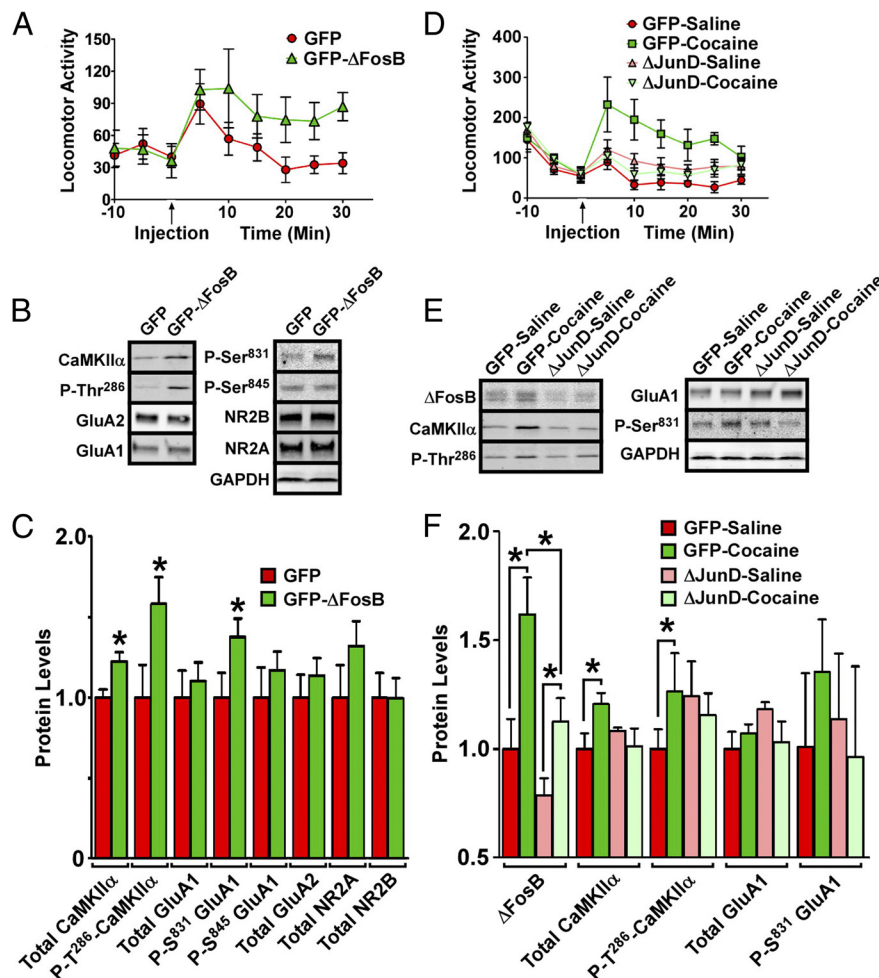 A
Locomotor Activity
150
120
90
60
30
0
-10
10
20
30
Injection
Time (Min)
GFP
GFP-ΔFosB
D
Locomotor Activity
400
300
200
100
0
-10
10
20
30
Injection
Time (Min)
GFP-Saline
GFP-Cocaine
ΔJunD-Saline
ΔJunD-Cocaine
B
GFP
GFP-ΔFosB
CaMKIIα
P-Thr²⁸⁶
GluA2
GluA1
GFP
GFP-ΔFosB
P-Ser⁸³¹
P-Ser⁸⁴⁵
NR2B
NR2A
GAPDH
E
GFP-Saline
GFP-Cocaine
ΔJunD-Saline
ΔJunD-Cocaine
ΔFosB
CaMKIIα
P-Thr²⁸⁶
GFP-Saline
GFP-Cocaine
ΔJunD-Saline
ΔJunD-Cocaine
GluA1
P-Ser⁸³¹
GAPDH
C
Protein Levels
2.0
1.0
0
GFP
GFP-ΔFosB
*
*
*
Total CaMKIIα
P-T²⁸⁶-CaMKIIα
Total GluA1
P-S⁸³¹ GluA1
P-S⁸⁴⁵ GluA1
Total GluA2
Total NR2A
Total NR2B
F
Protein Levels
2.0
1.5
1.0
0.5
GFP-Saline
GFP-Cocaine
ΔJunD-Saline
ΔJunD-Cocaine
*
*
*
*
*
ΔFosB
Total CaMKIIα
P-T²⁸⁶-CaMKIIα
Total GluA1
P-S⁸³¹ GluA1